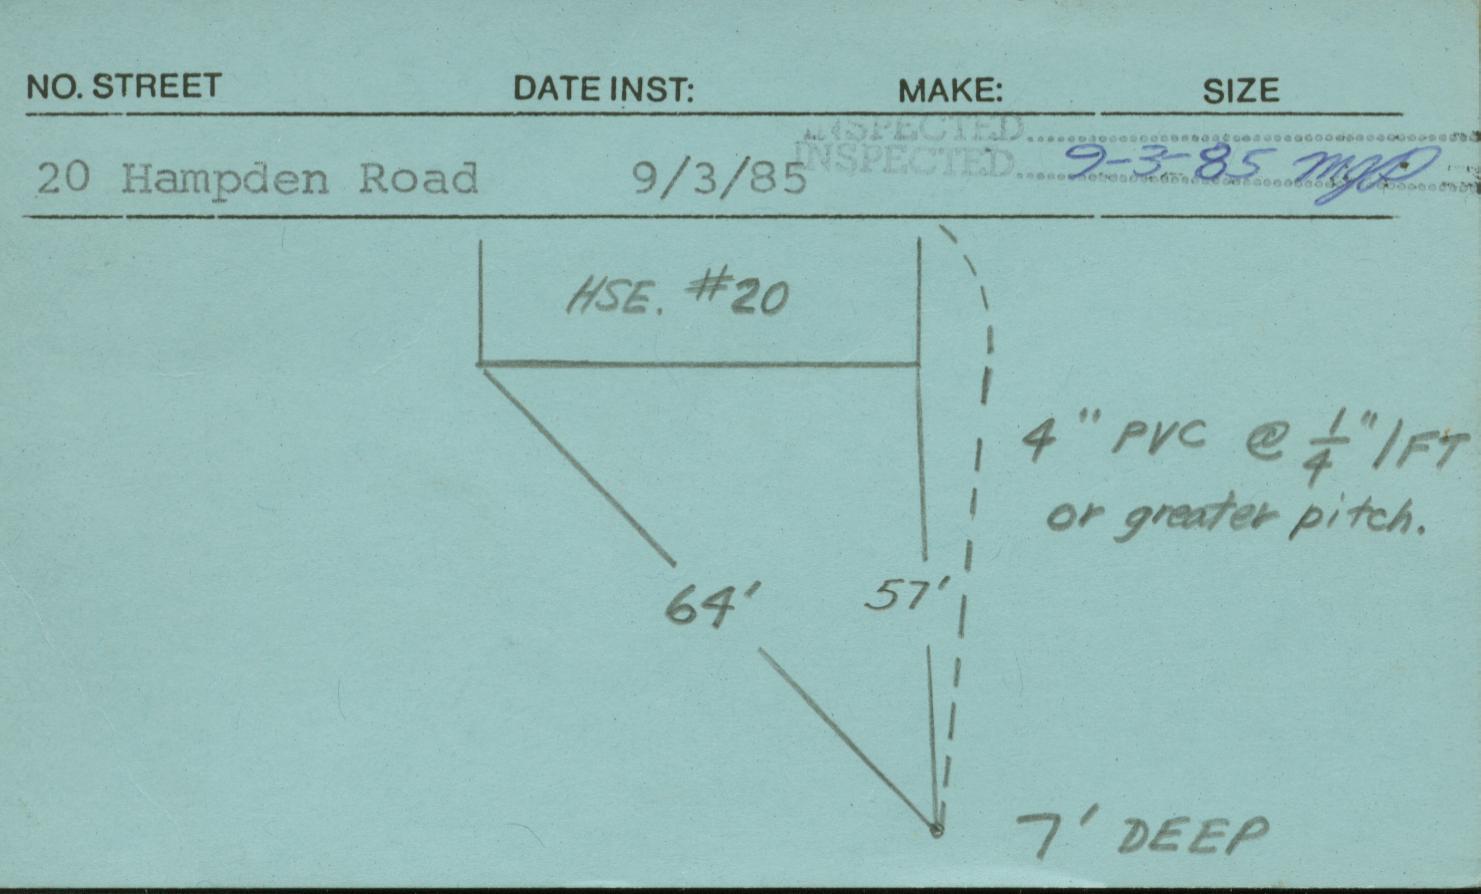 NO. STREET DATE INST: MAKE: SIZE
INSPECTED
20 Hampden Road 9/3/85 INSPECTED 9-3-85
HSE. #20
4" PVC @ 1/4"/FT
or greater pitch.
64' 57'
7' DEEP